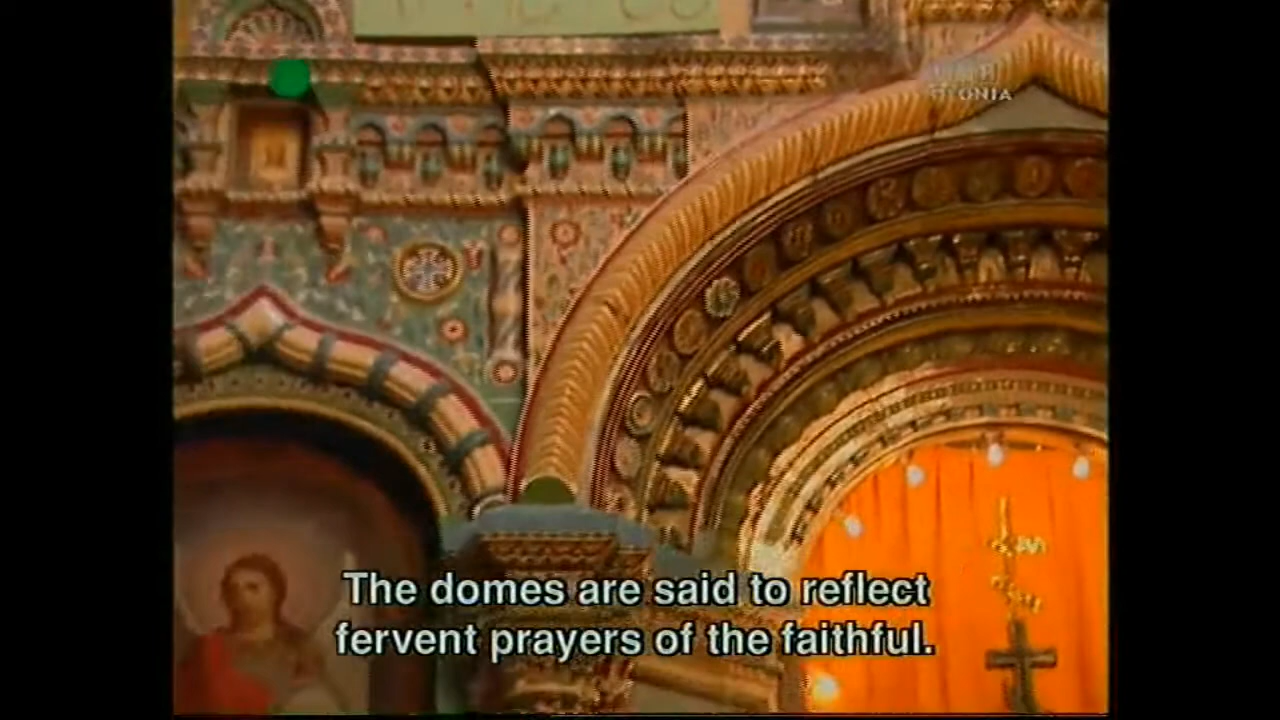 The domes are said to reflect
fervent prayers of the faithful.